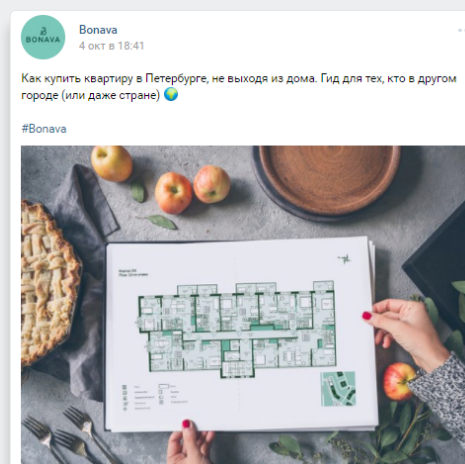 BONAVA
Bonava
4 окт в 18:41
Как купить квартиру в Петербурге, не выходя из дома. Гид для тех, кто в другом
городе (или даже стране)
#Bonava